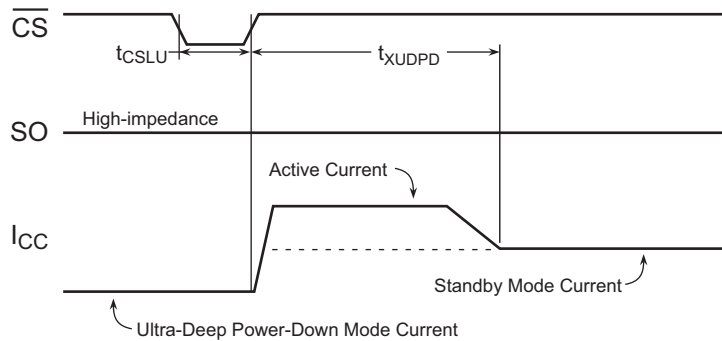 CS
tCSLU
tXUDPD
High-impedance
SO
Active Current
ICC
Standby Mode Current
Ultra-Deep Power-Down Mode Current